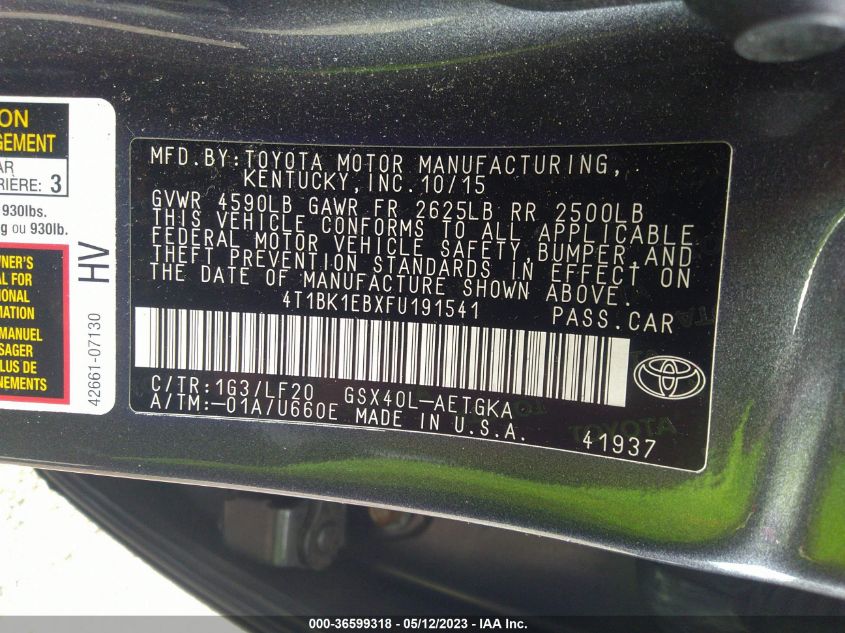 ON
GEMENT
AR
RIÈRE: 3
930lbs.
g ou 930lb.
HV
WNER'S
AL FOR
IONAL
MATION
MANUEL
SAGER
PLUS DE
NEMENTS
42661-07130
MFD.BY:TOYOTA MOTOR MANUFACTURING,
KENTUCKY,INC.10/15
GVWR 4590LB GAWR FR 2625LB RR 2500LB
THIS VEHICLE CONFORMS TO ALL APPLICABLE
FEDERAL MOTOR VEHICLE SAFETY,BUMPER,AND
THEFT PREVENTION STANDARDS IN EFFECT ON
THE DATE OF MANUFACTURE SHOWN ABOVE.
4T1BK1EBXFU191541 PASS.CAR
C/TR:1G3/LF20 GSX40L-AETGKA
A/TM:-01A/U660E MADE IN U.S.A. 41937
000-36599318 - 05/12/2023 - © IAA, Inc.